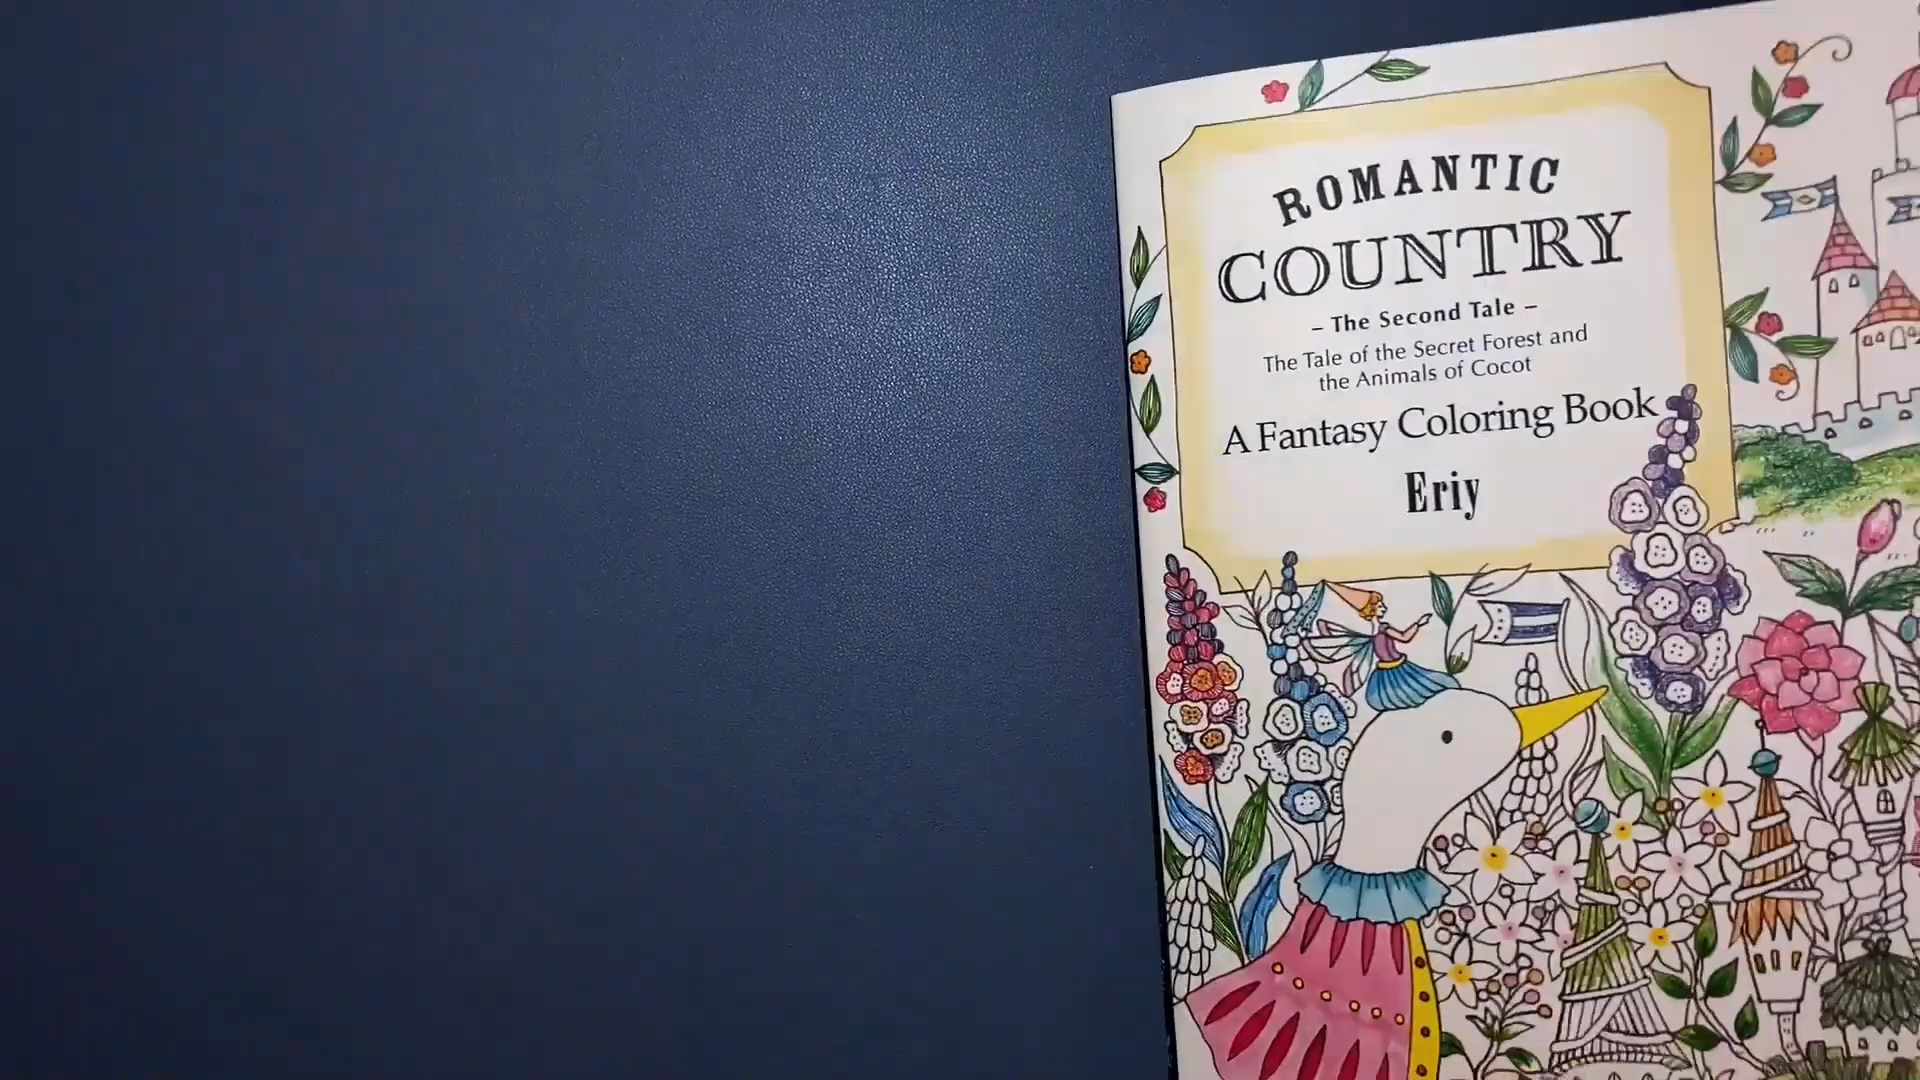 ROMANTIC
COUNTRY
– The Second Tale –
The Tale of the Secret Forest and
the Animals of Cocot
A Fantasy Coloring Book
Eriy